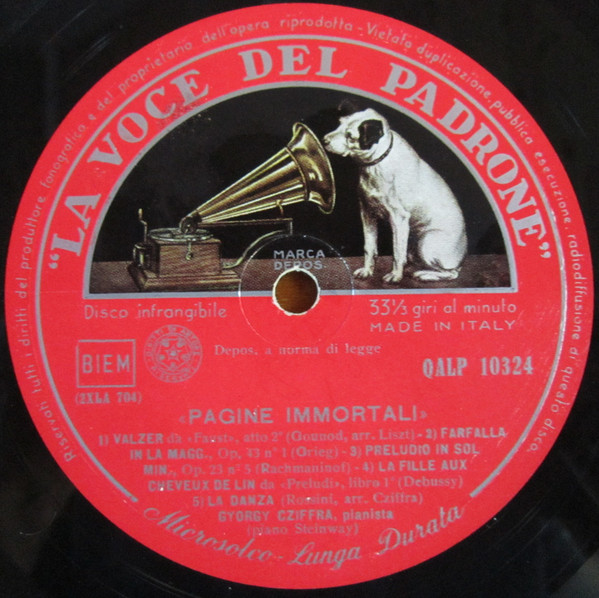 Riservati tutti i diritti del produttore fonografico e del proprietario dell'opera riprodotta - Vietata duplicazione, pubblica esecuzione, radiodiffusione di questo disco.
"LA VOCE DEL PADRONE"
MARCA
DEPOS.
Disco infrangibile
33⅓ giri al minuto
MADE IN ITALY
Depos. a norma di legge
BIEM
QALP 10324
(2XLA 704)
«PAGINE IMMORTALI»
1) VALZER da «Faust», atto 2° (Gounod, arr. Liszt) - 2) FARFALLA
IN LA MAGG., Op. 43 n° 1 (Grieg) - 3) PRELUDIO IN SOL
MIN., Op. 23 n° 5 (Rachmaninof) - 4) LA FILLE AUX
CHEVEUX DE LIN da «Preludi», libro 1° (Debussy)
5) LA DANZA (Rossini, arr. Cziffra)
GYORGY CZIFFRA, pianista
(piano Steinway)
Microsolco - Lunga Durata